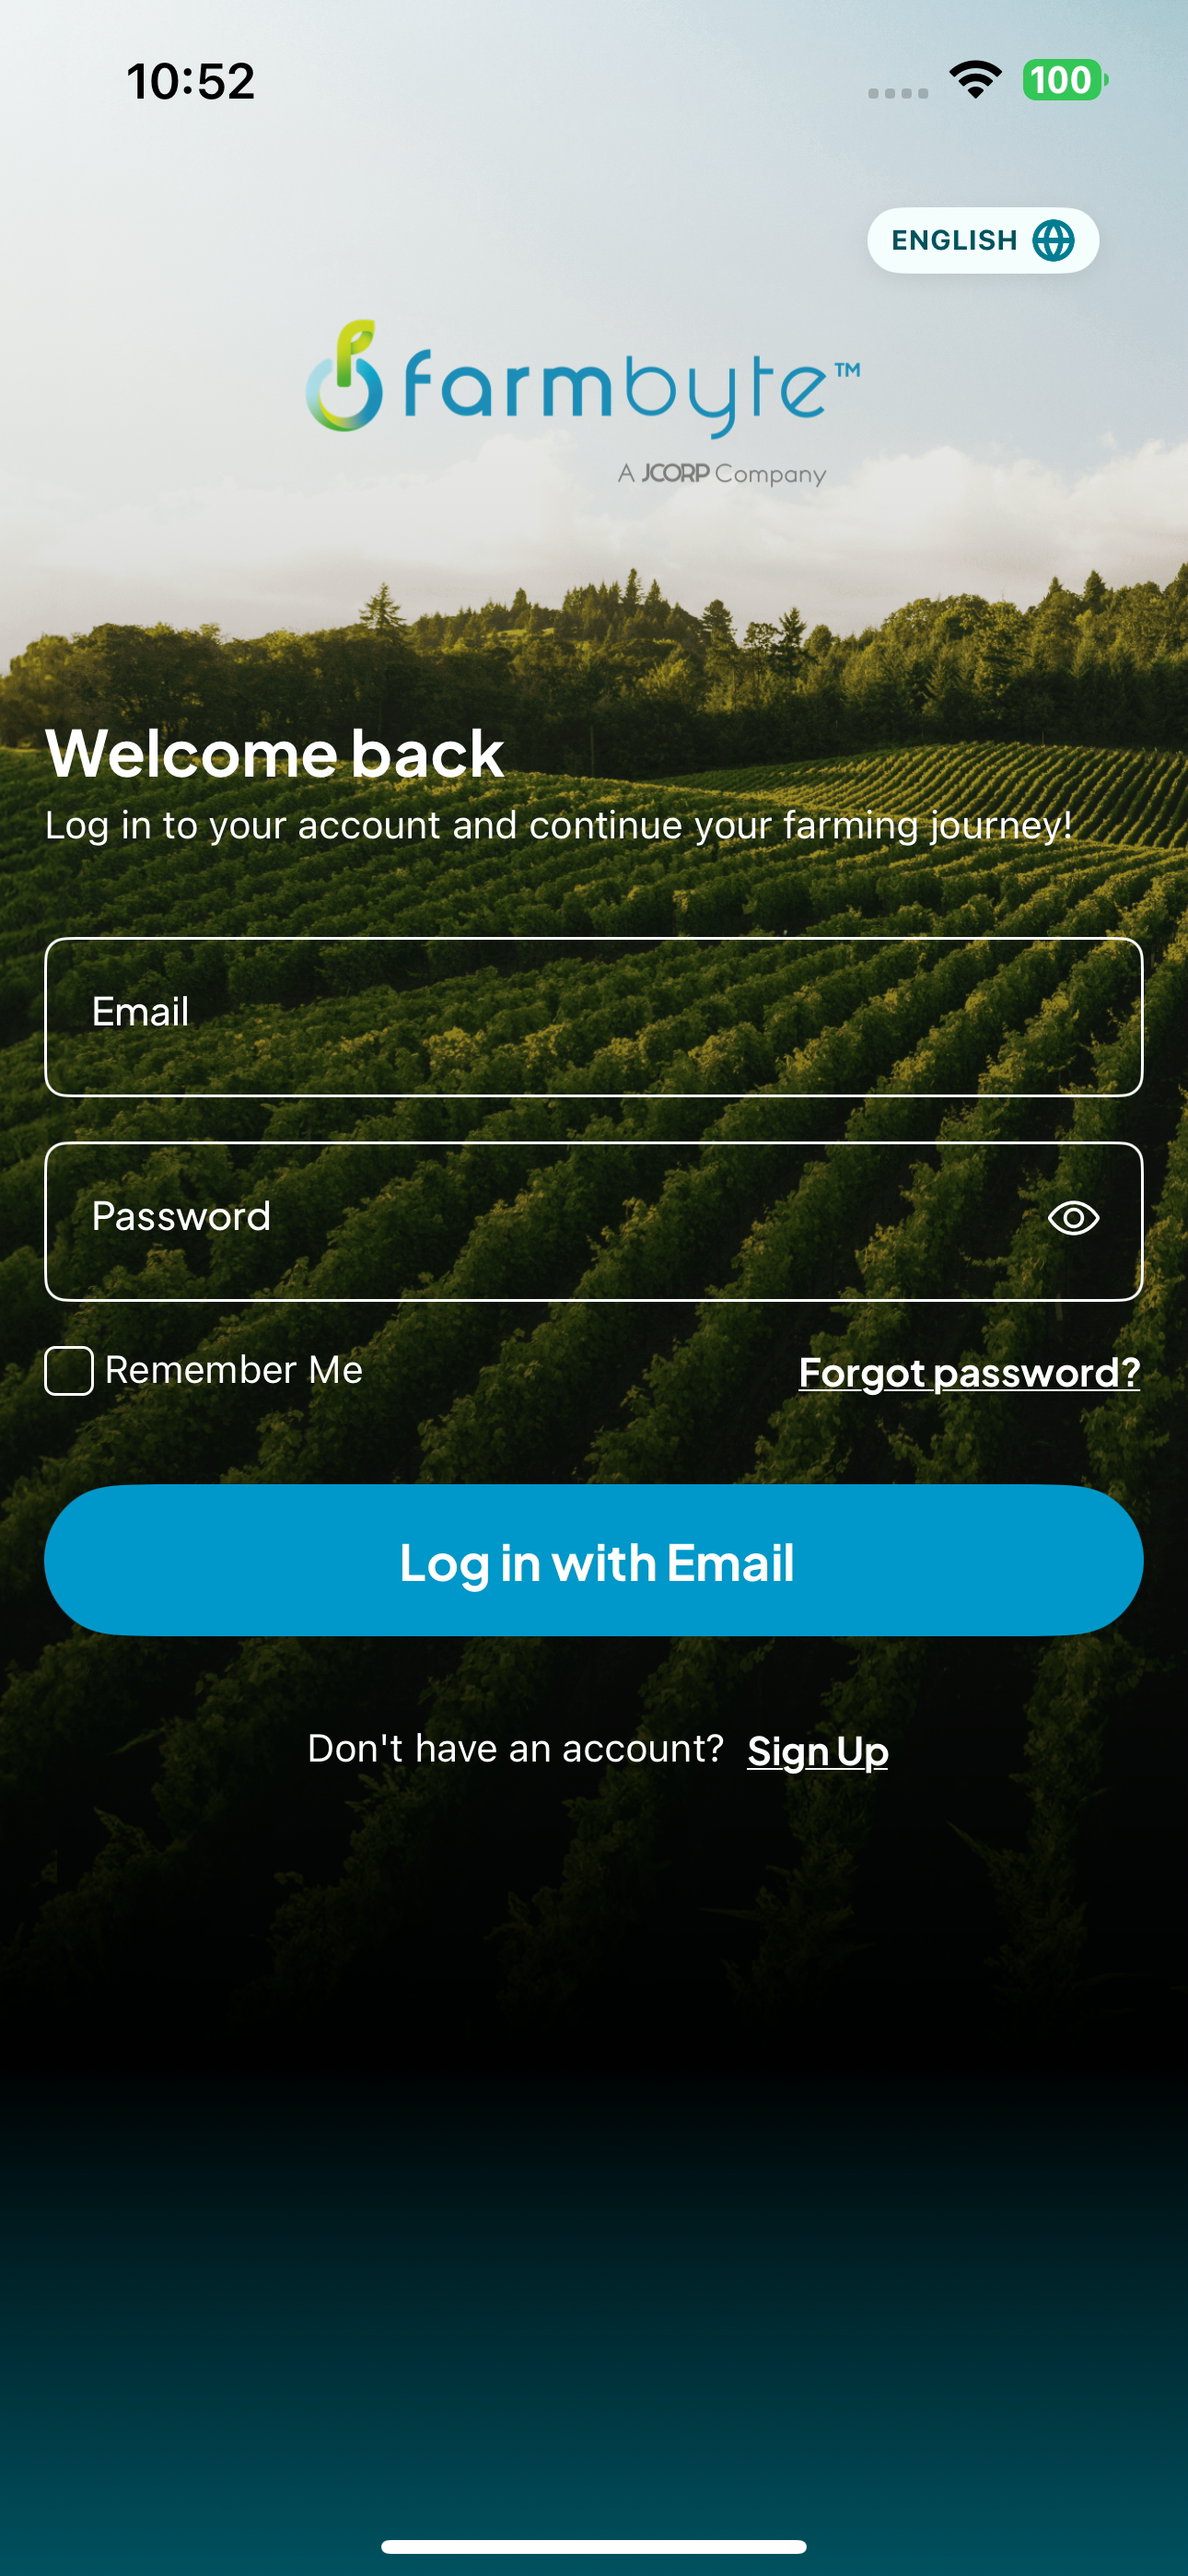 10:52
100
ENGLISH
farmbyte™
A JCORP Company
Welcome back
Log in to your account and continue your farming journey!
Email
Password
Remember Me
Forgot password?
Log in with Email
Don't have an account? Sign Up